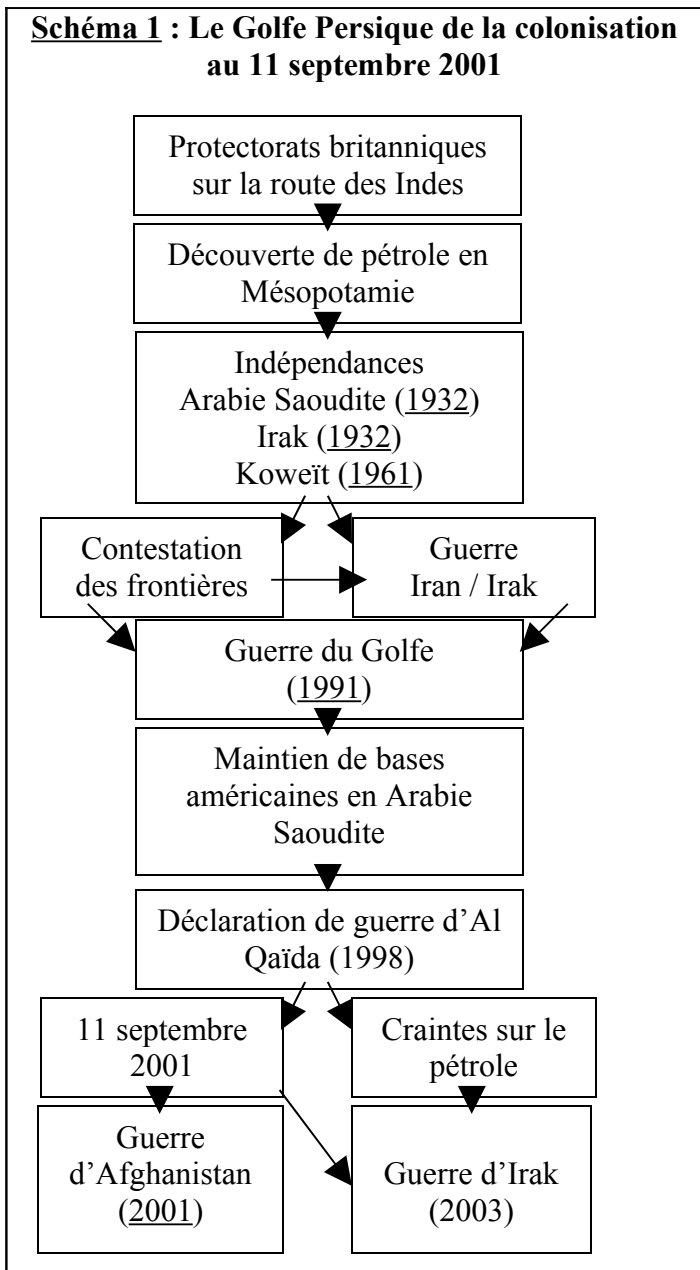 Schéma 1 : Le Golfe Persique de la colonisation
au 11 septembre 2001
Protectorats britanniques
sur la route des Indes
Découverte de pétrole en
Mésopotamie
Indépendances
Arabie Saoudite (1932)
Irak (1932)
Koweït (1961)
Contestation
des frontières
Guerre
Iran / Irak
Guerre du Golfe
(1991)
Maintien de bases
américaines en Arabie
Saoudite
Déclaration de guerre d’Al
Qaïda (1998)
11 septembre
2001
Craintes sur le
pétrole
Guerre
d’Afghanistan
(2001)
Guerre d’Irak
(2003)